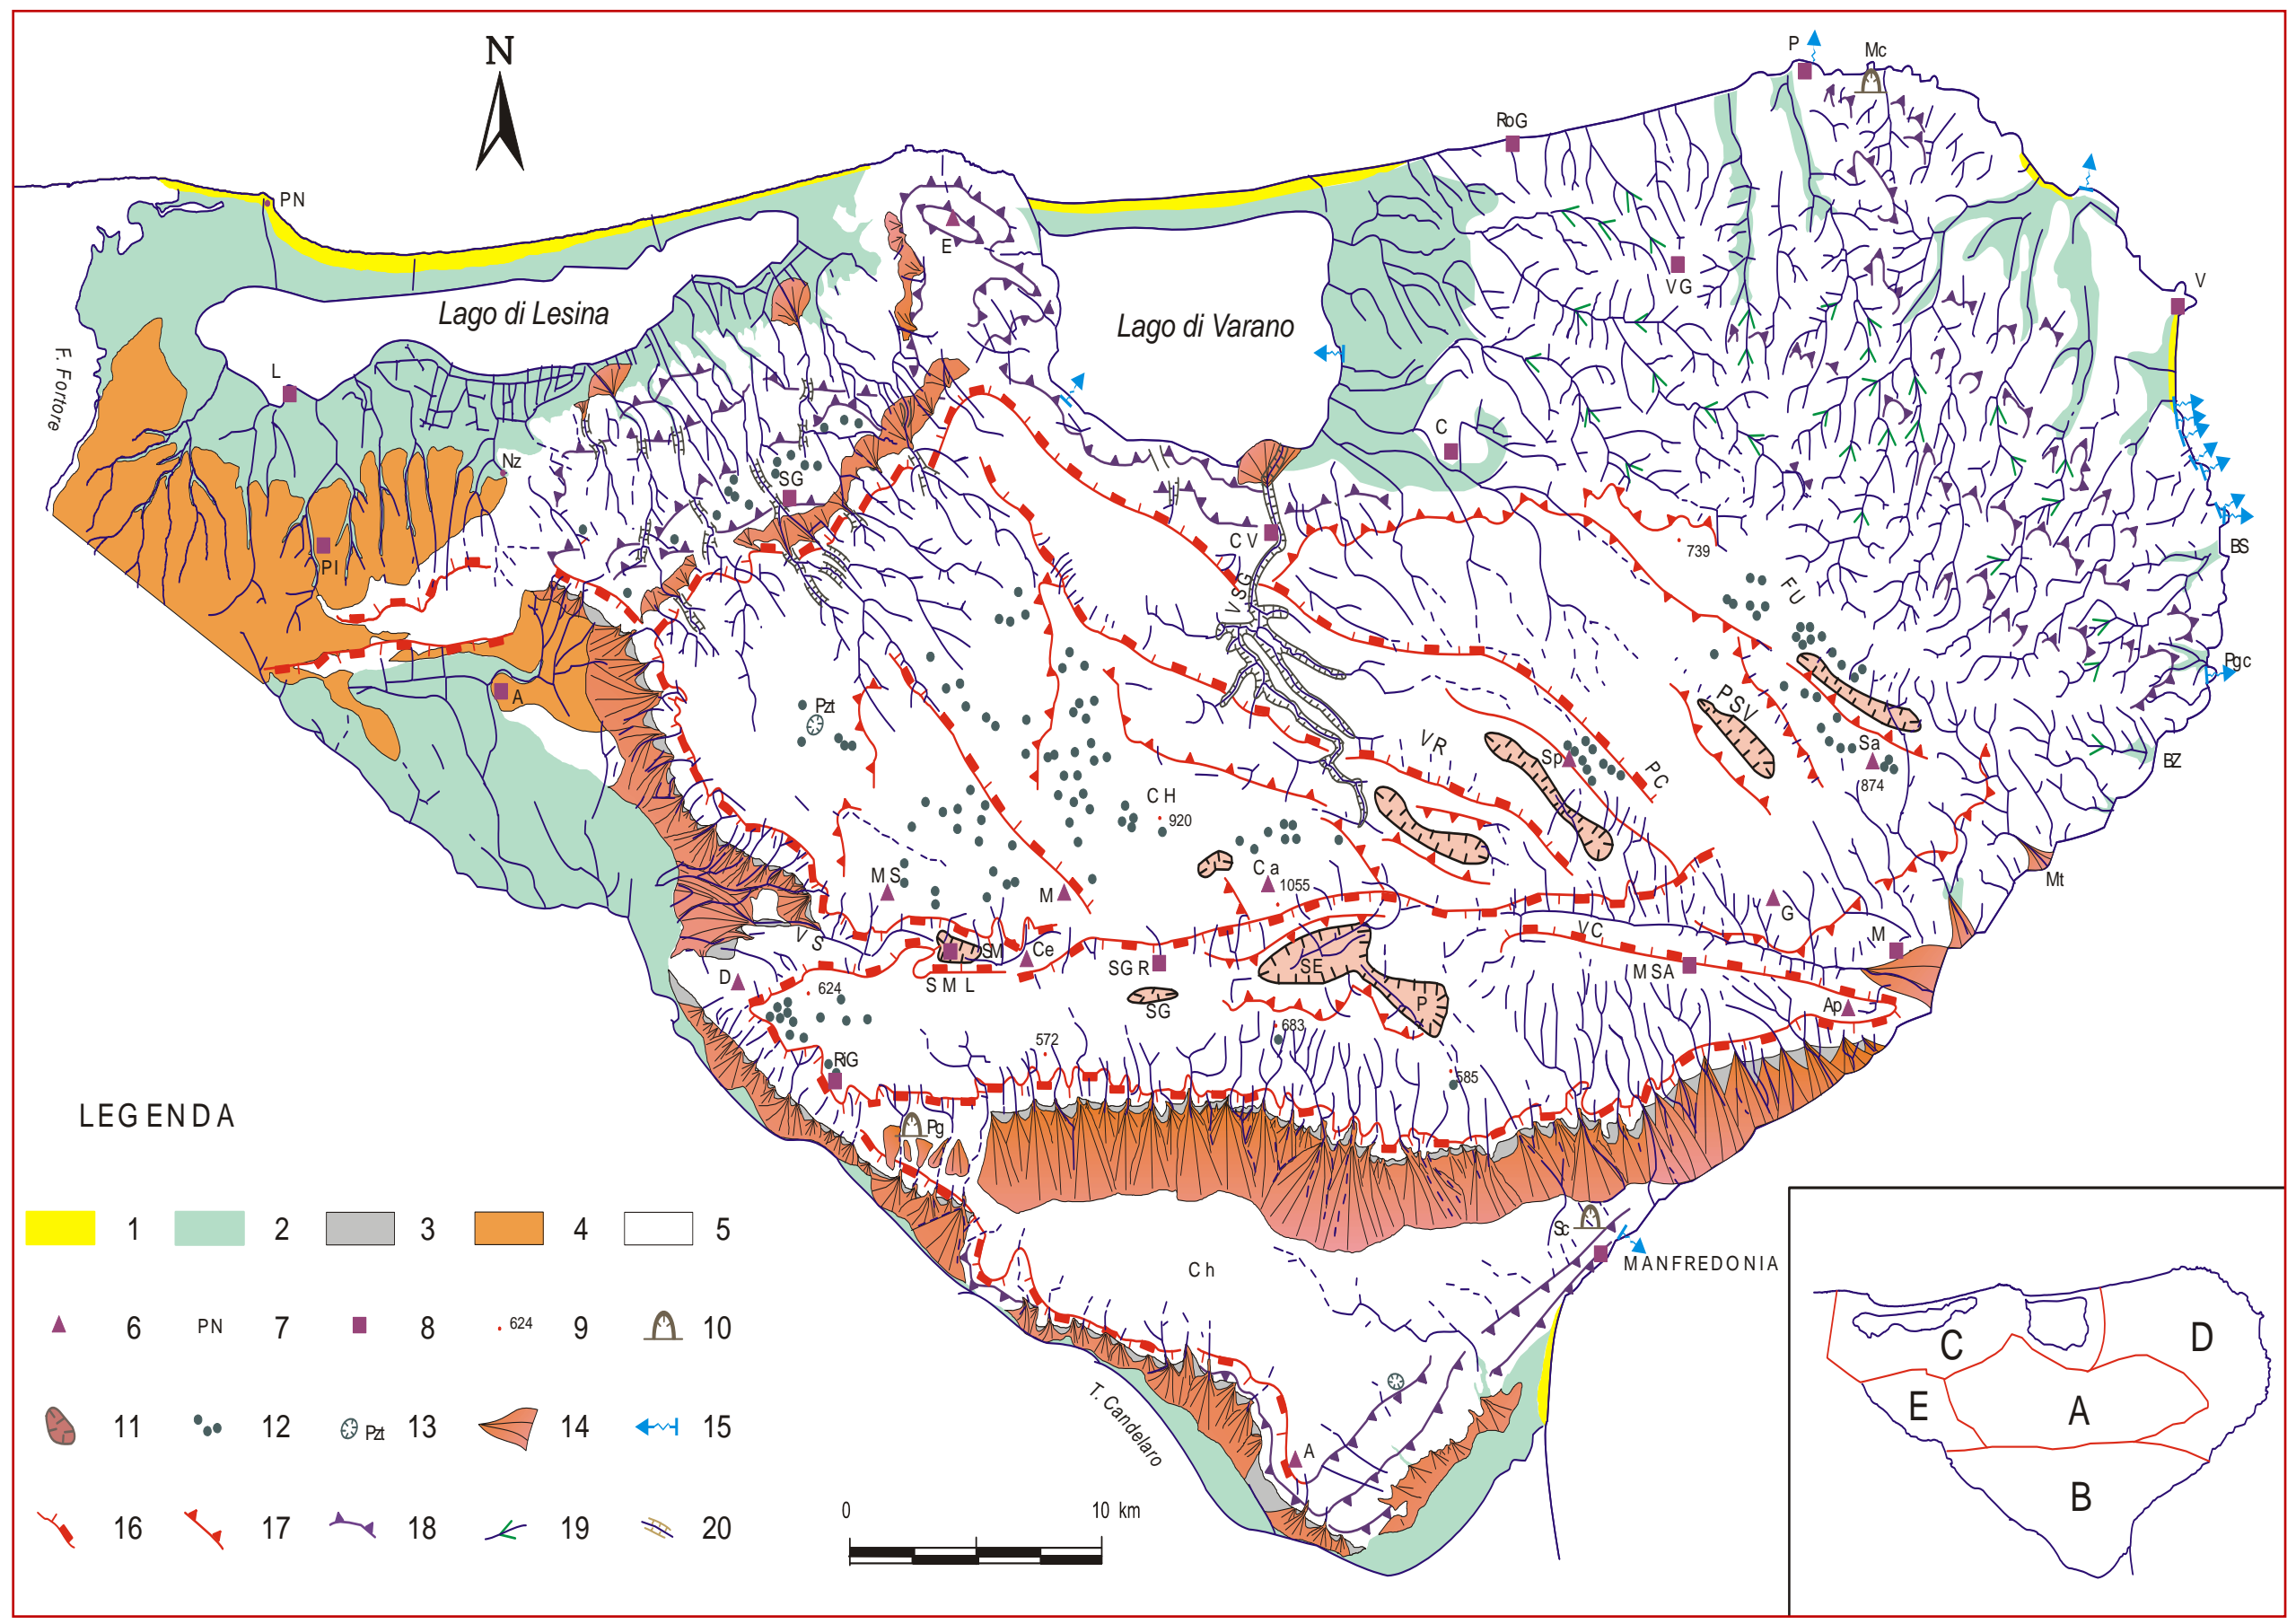 N
P
Mc
RoG
PN
V
E
VG
Lago di Lesina
Lago di Varano
F. Fortore
L
C
Nz
SG
CV
739
BS
PI
FU
VSG
Pgc
A
Pzt
PSV
VR
Sa
Sp
PC
BZ
874
CH
920
MS
M
Ca
1055
Mt
G
VS
SM
Ce
VC
M
D
SGR
SE
MSA
SML
624
P
Ap
SG
683
572
RiG
585
LEGENDA
Pg
Sc
MANFREDONIA
Ch
1
2
3
4
5
6
PN
7
8
624
9
10
11
12
Pzt
13
14
15
16
17
18
19
20
T. Candelaro
A
0
10 km
C
D
E
A
B